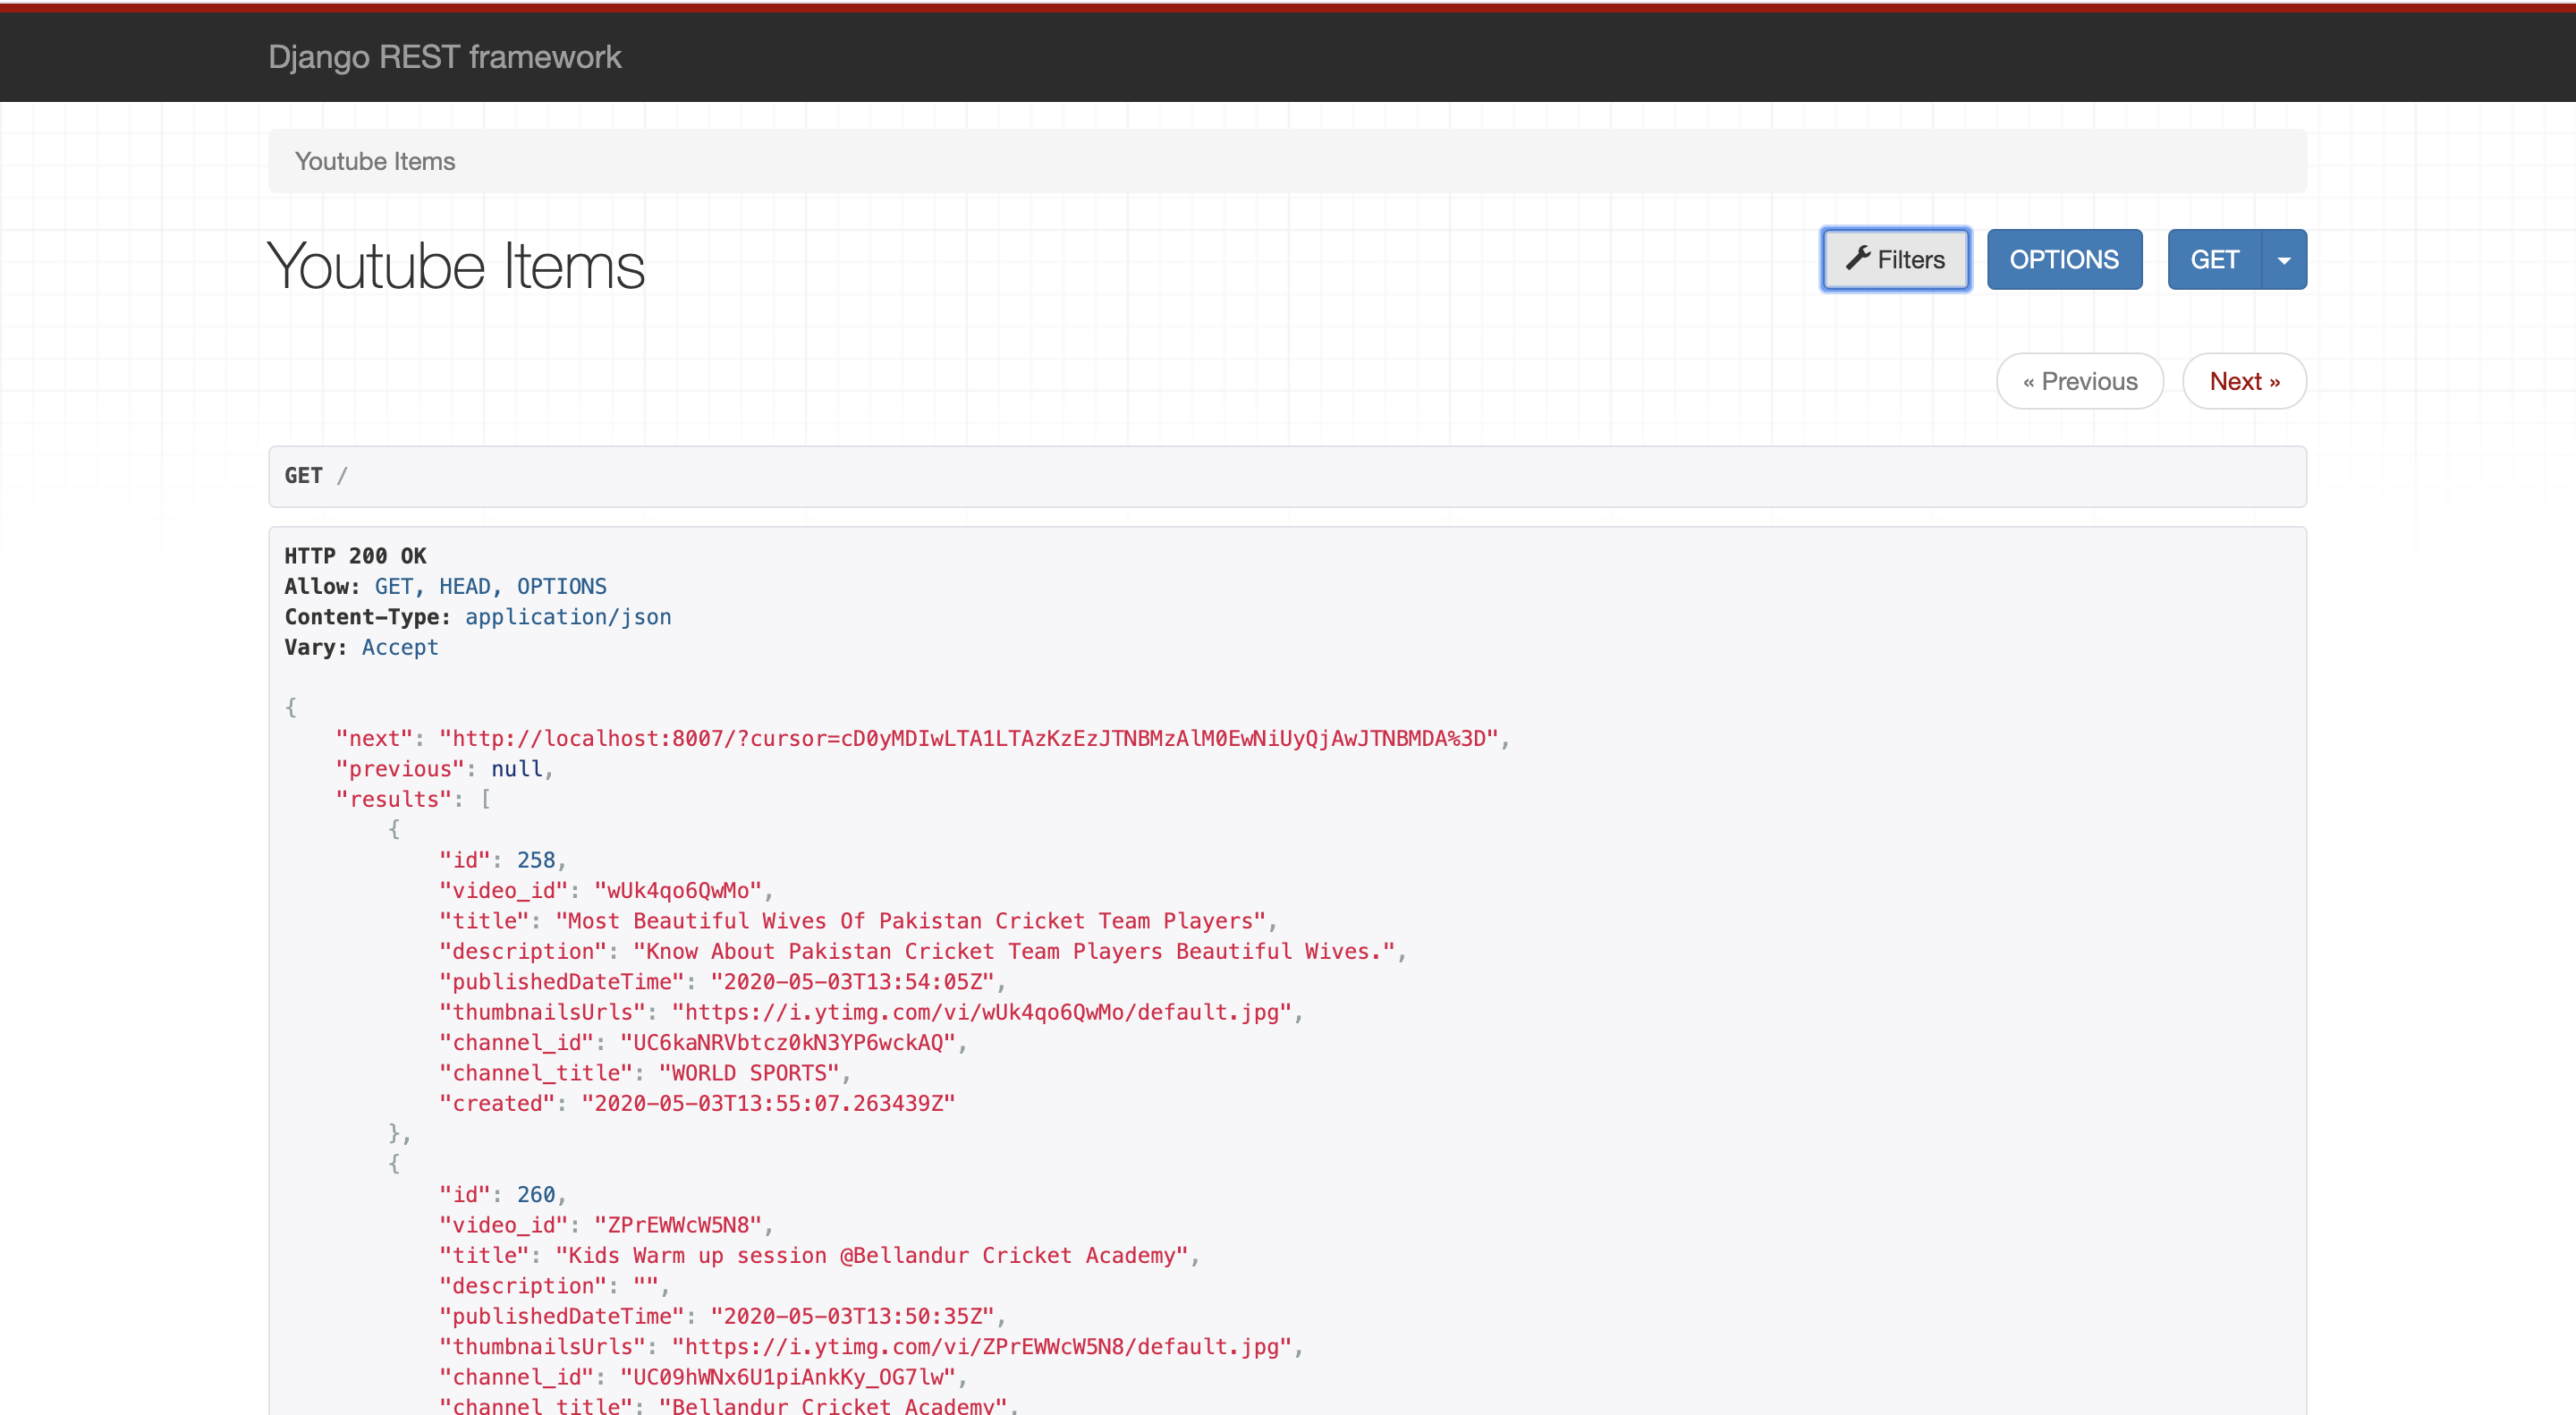 Django REST framework
Youtube Items
Youtube Items
Filters
OPTIONS
GET
« Previous
Next »
GET /
HTTP 200 OK
Allow: GET, HEAD, OPTIONS
Content-Type: application/json
Vary: Accept
{
"next": "http://localhost:8007/?cursor=cD0yMDIwLTA1LTAzKzEzJTNBMzAlM0EwNiUyQjAwJTNBMDA%3D",
"previous": null,
"results": [
{
"id": 258,
"video_id": "wUk4qo6QwMo",
"title": "Most Beautiful Wives Of Pakistan Cricket Team Players",
"description": "Know About Pakistan Cricket Team Players Beautiful Wives.",
"publishedDateTime": "2020-05-03T13:54:05Z",
"thumbnailsUrls": "https://i.ytimg.com/vi/wUk4qo6QwMo/default.jpg",
"channel_id": "UC6kaNRVbtcz0kN3YP6wckAQ",
"channel_title": "WORLD SPORTS",
"created": "2020-05-03T13:55:07.263439Z"
},
{
"id": 260,
"video_id": "ZPrEWWcW5N8",
"title": "Kids Warm up session @Bellandur Cricket Academy",
"description": "",
"publishedDateTime": "2020-05-03T13:50:35Z",
"thumbnailsUrls": "https://i.ytimg.com/vi/ZPrEWWcW5N8/default.jpg",
"channel_id": "UC09hWNx6U1piAnkKy_OG7lw",
"channel_title": "Bellandur Cricket Academy",